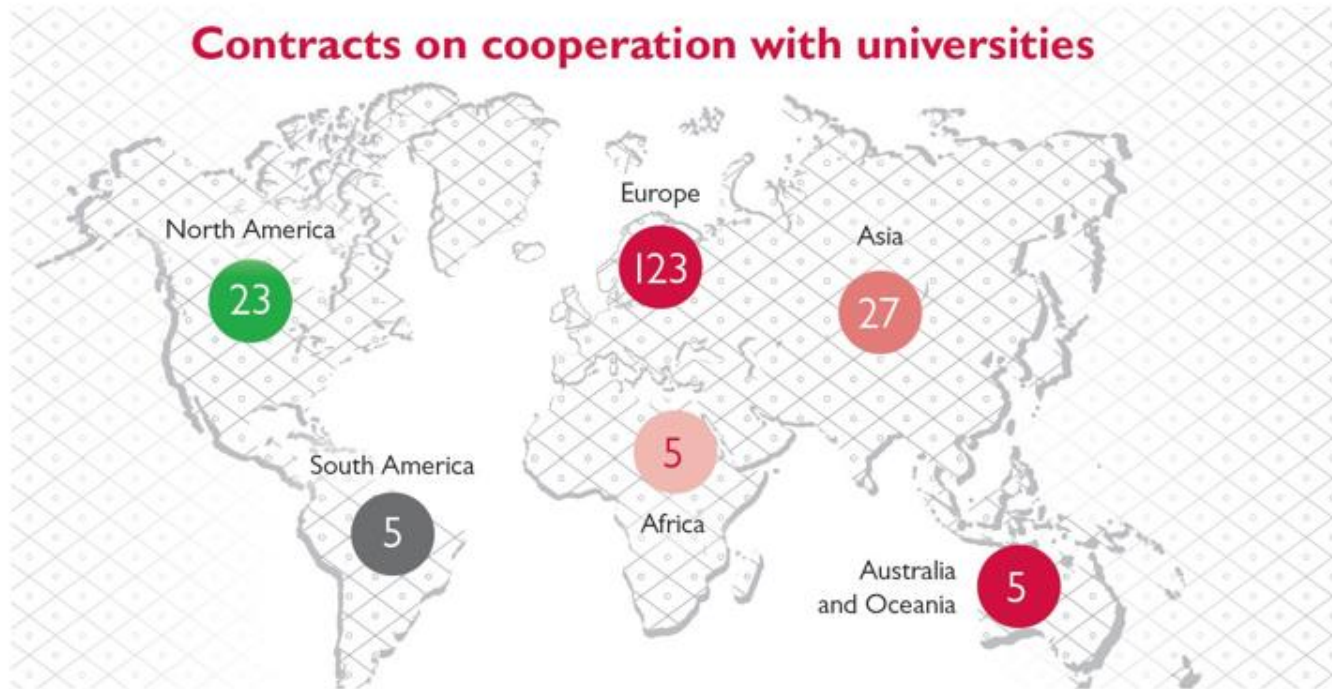 Contracts on cooperation with universities
Europe
123
North America
23
Asia
27
South America
5
5
Africa
Australia
and Oceania
5